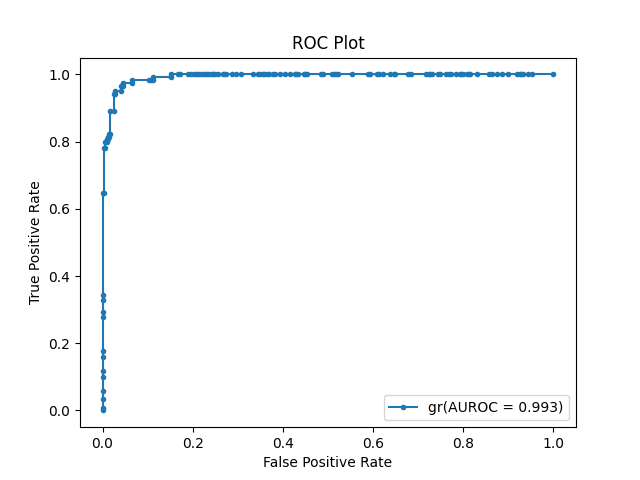 ROC Plot
1.0
0.8
0.6
0.4
0.2
0.0
True Positive Rate
gr(AUROC = 0.993)
0.0 0.2 0.4 0.6 0.8 1.0
False Positive Rate